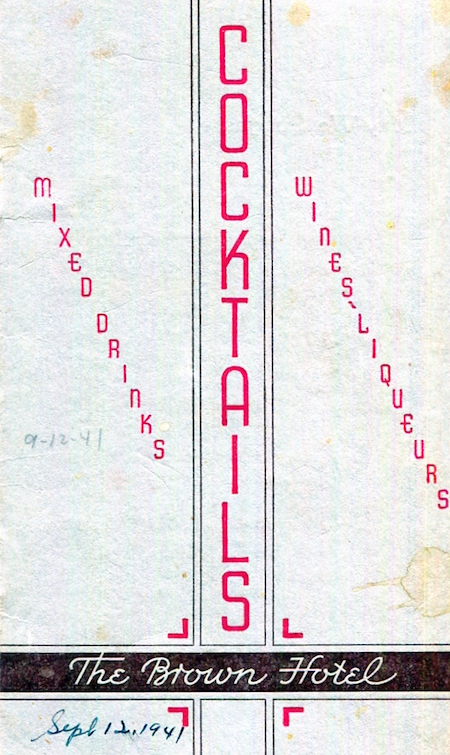 COCKTAILS
MIXED DRINKS
WINES-LIQUEURS
9-12-41
The Brown Hotel
Sept 12, 1941